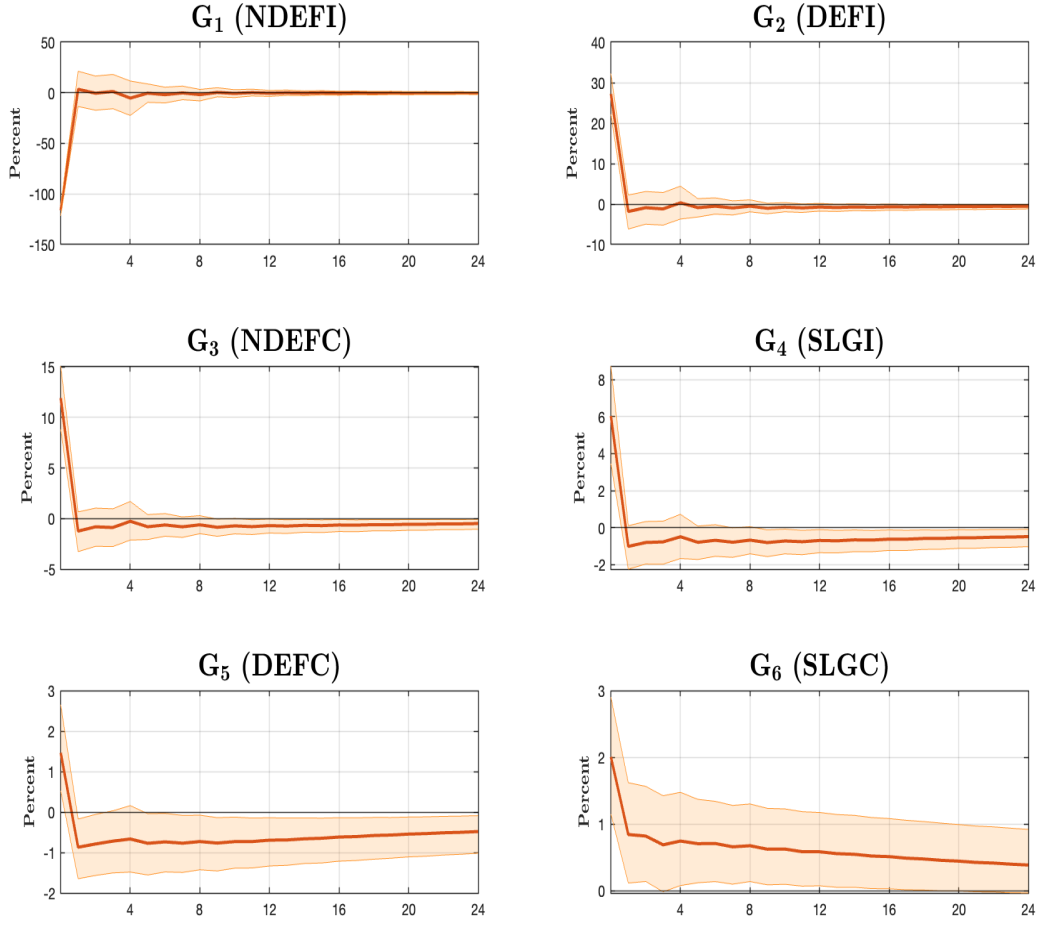 G₁ (NDEFI)
Percent
50
0
-50
-100
-150
4 8 12 16 20 24
G₂ (DEFI)
Percent
40
30
20
10
0
-10
4 8 12 16 20 24
G₃ (NDEFC)
Percent
15
10
5
0
-5
4 8 12 16 20 24
G₄ (SLGI)
Percent
8
6
4
2
0
-2
4 8 12 16 20 24
G₅ (DEFC)
Percent
3
2
1
0
-1
-2
4 8 12 16 20 24
G₆ (SLGC)
Percent
3
2
1
0
4 8 12 16 20 24